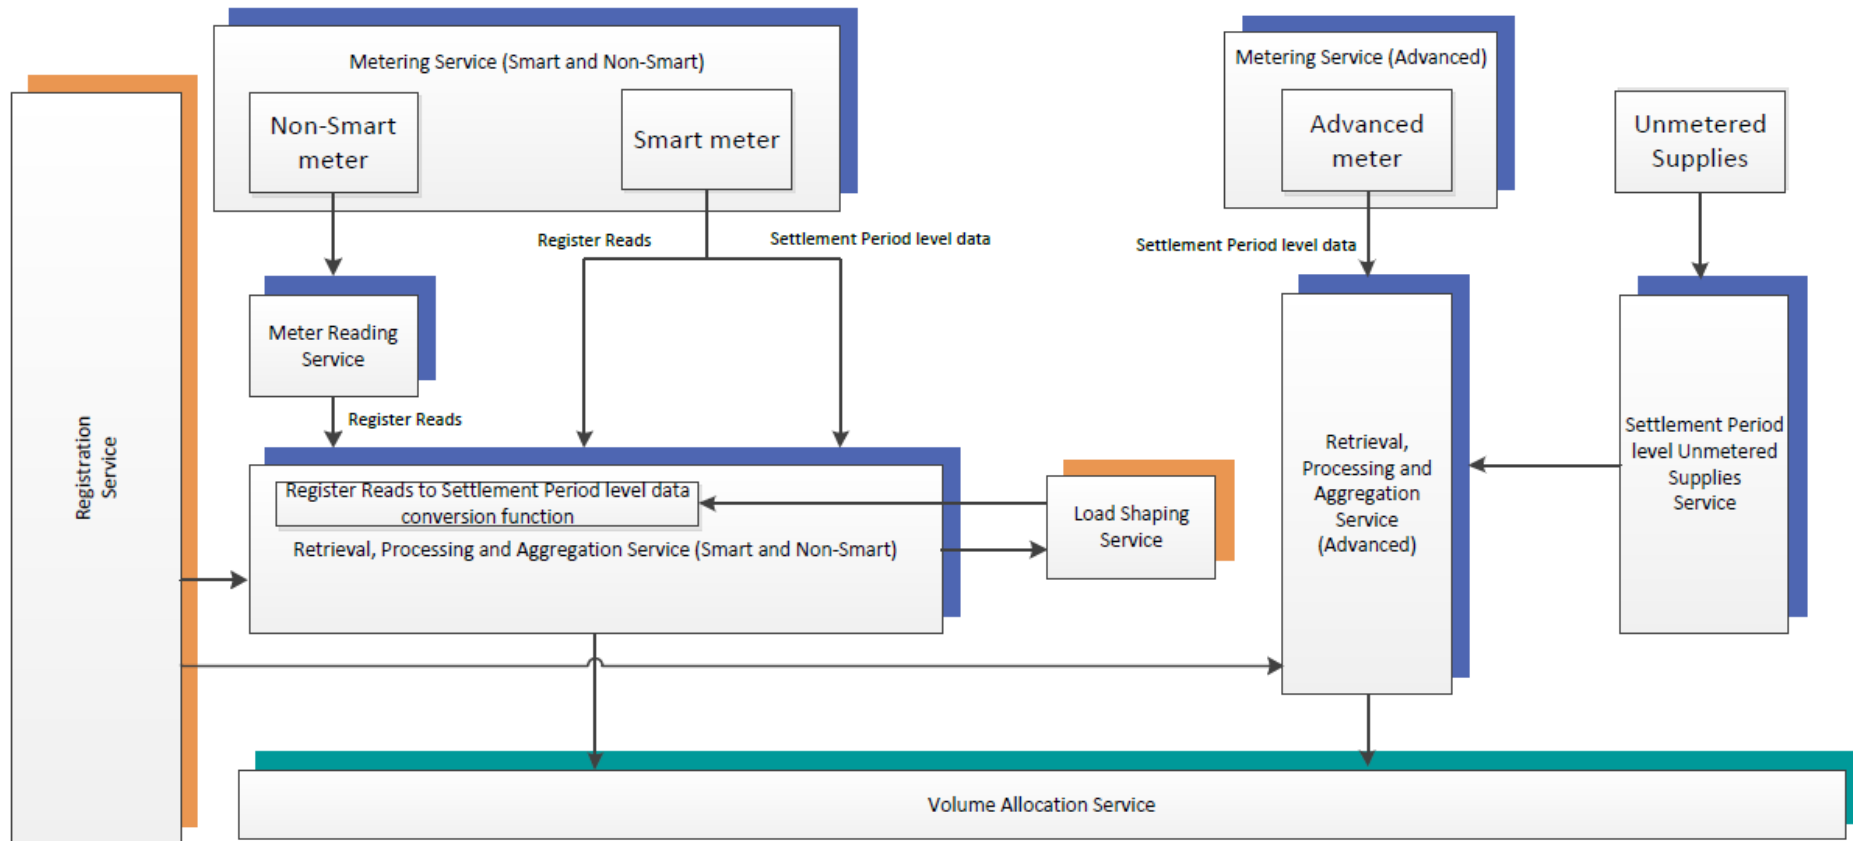 Metering Service (Smart and Non-Smart)
Metering Service (Advanced)
Non-Smart
meter
Smart meter
Advanced
meter
Unmetered
Supplies
Register Reads
Settlement Period level data
Settlement Period level data
Meter Reading
Service
Register Reads
Registration
Service
Register Reads to Settlement Period level data
conversion function
Retrieval, Processing and Aggregation Service (Smart and Non-Smart)
Load Shaping
Service
Retrieval,
Processing and
Aggregation
Service
(Advanced)
Settlement Period
level Unmetered
Supplies
Service
Volume Allocation Service